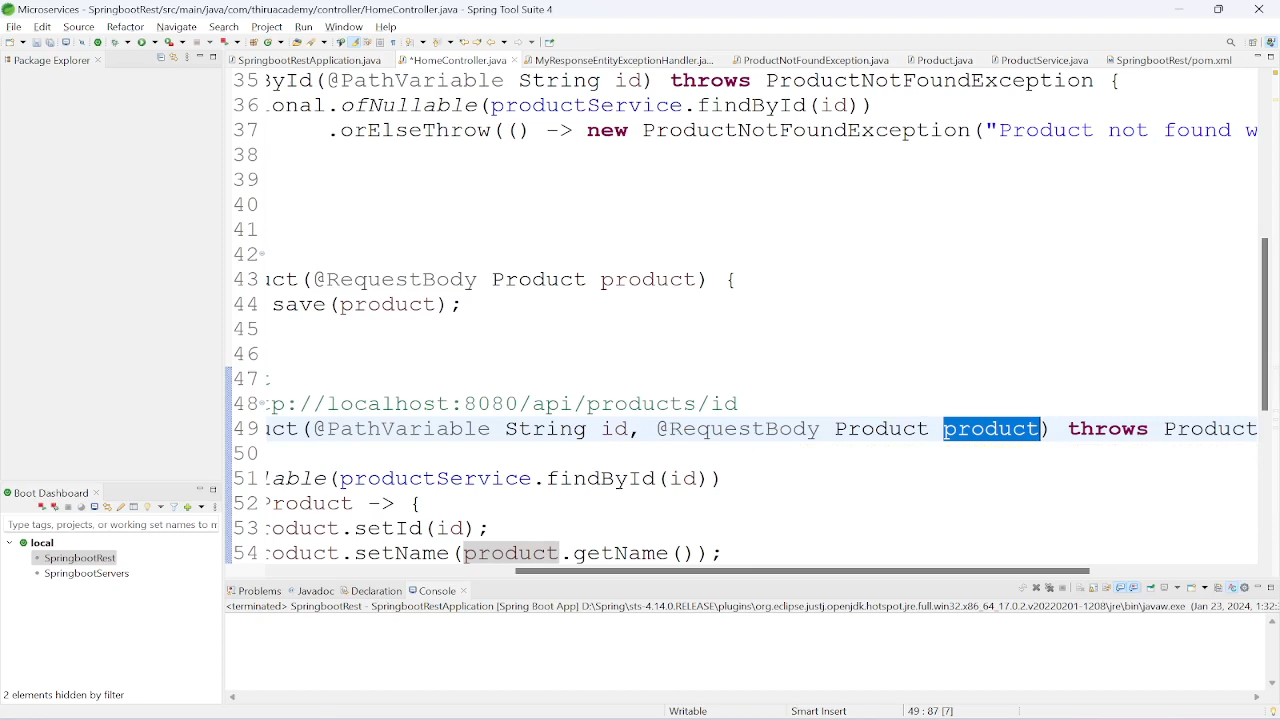 Microservices - SpringbootRest/src/main/java/com/thiruacademy/controller/HomeController.java - Spring Tool Suite 4
File Edit Source Refactor Navigate Search Project Run Window Help
Package Explorer
SpringbootRestApplication.java *HomeController.java ProductNotFoundException.java Product.java ProductService.java SpringbootRest/pom.xml
35 ById(@PathVariable String id) throws ProductNotFoundException {
36 onal.ofNullable(productService.findById(id))
37 .orElseThrow(() -> new ProductNotFoundException("Product not found w
38
39
40
41
42
43 uct(@RequestBody Product product) {
44 save(product);
45
46
47
48 p://localhost:8080/api/products/id
49 uct(@PathVariable String id, @RequestBody Product product) throws Product
50
51 lable(productService.findById(id))
52 Product -> {
53 oduct.setId(id);
54 oduct.setName(product.getName());
Boot Dashboard
Type tags, projects, or working set names to m
local
SpringbootRest
SpringbootServers
2 elements hidden by filter
Problems Javadoc Declaration Console
<terminated> SpringbootRest - SpringbootRestApplication [Spring Boot App] D:\Spring\sts-4.14.0.RELEASE\plugins\org.eclipse.justj.openjdk.hotspot.jre.full.win32.x86_64_17.0.2.v20220201-1208\jre\bin\javaw.exe (Jan 23, 2024, 1:32:
Writable Smart Insert 49 : 87 [7]